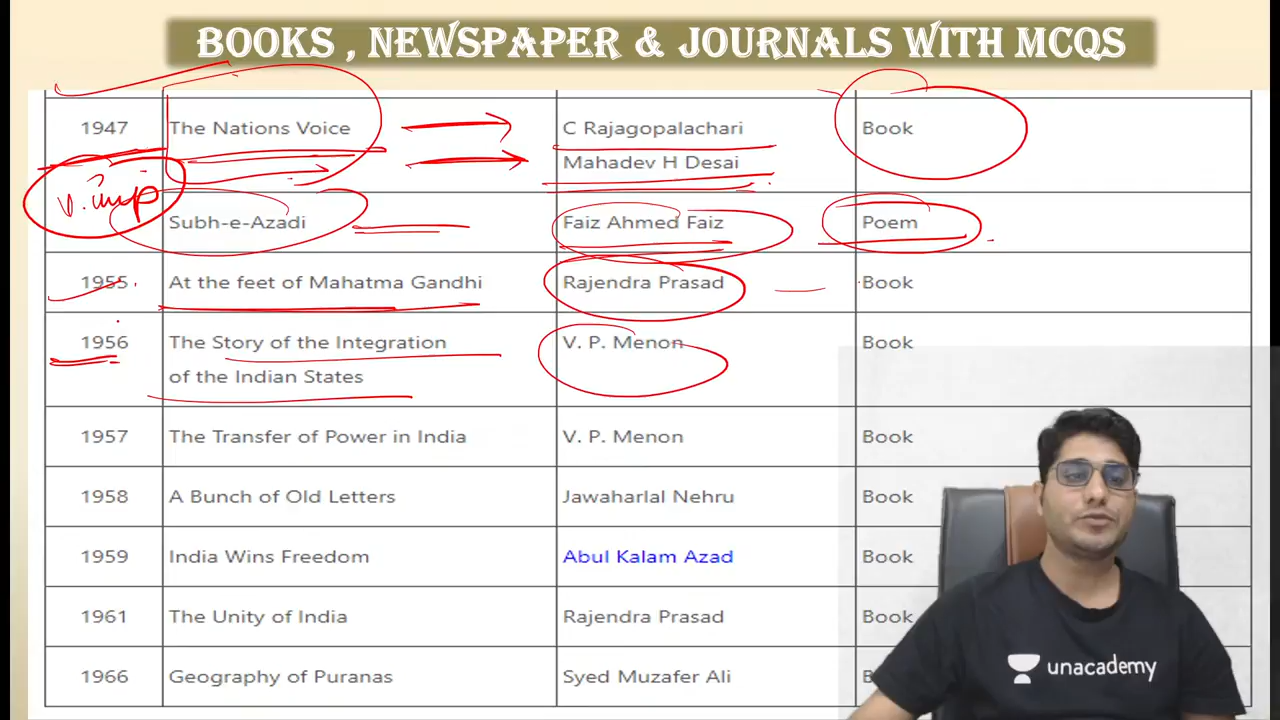 BOOKS , NEWSPAPER & JOURNALS WITH MCQS
1947 The Nations Voice C Rajagopalachari Book
Mahadev H Desai
V. imp
Subh-e-Azadi Faiz Ahmed Faiz Poem
1955 At the feet of Mahatma Gandhi Rajendra Prasad Book
1956 The Story of the Integration V. P. Menon Book
of the Indian States
1957 The Transfer of Power in India V. P. Menon Book
1958 A Bunch of Old Letters Jawaharlal Nehru Book
1959 India Wins Freedom Abul Kalam Azad Book
1961 The Unity of India Rajendra Prasad Book
1966 Geography of Puranas Syed Muzafer Ali
unacademy